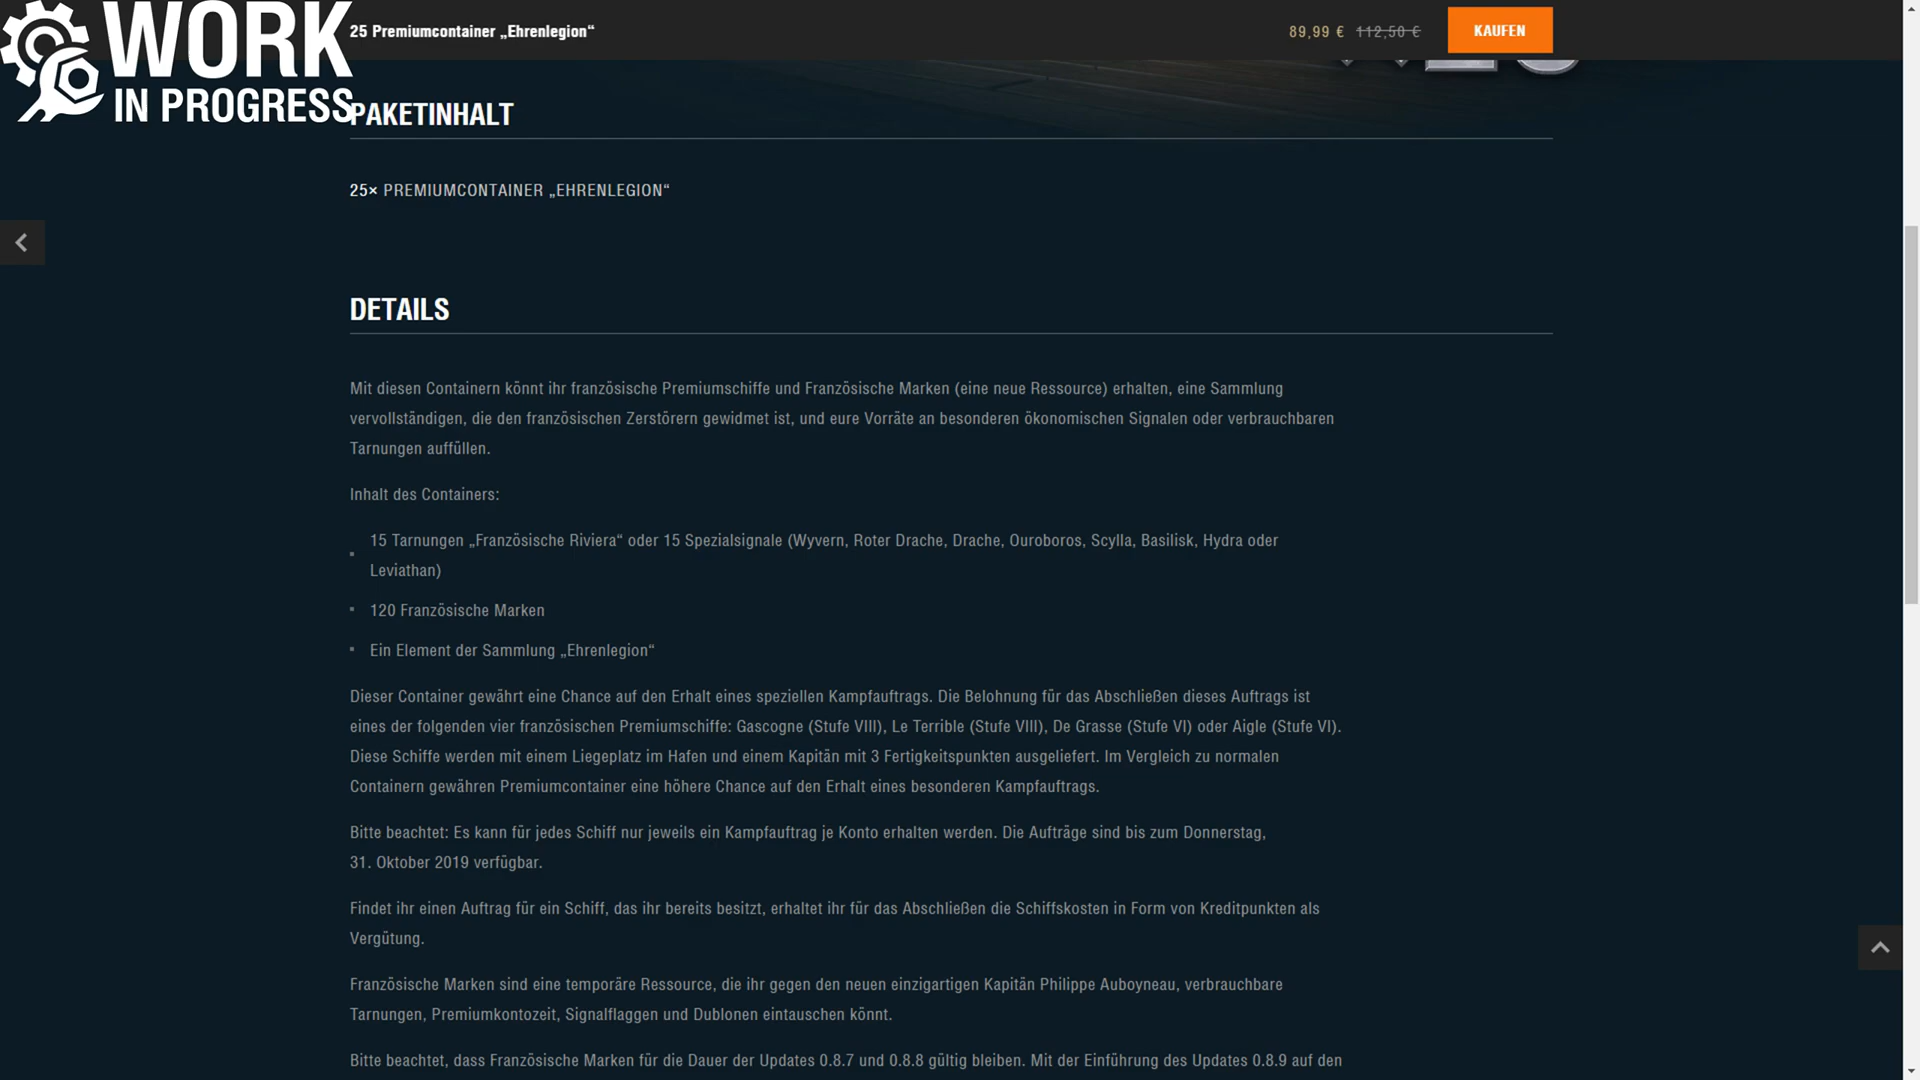 WORK
IN PROGRESS
25 Premiumcontainer „Ehrenlegion“
89,99 € 112,50 € KAUFEN
PAKETINHALT
25× PREMIUMCONTAINER „EHRENLEGION“
DETAILS
Mit diesen Containern könnt ihr französische Premiumschiffe und Französische Marken (eine neue Ressource) erhalten, eine Sammlung
vervollständigen, die den französischen Zerstörern gewidmet ist, und eure Vorräte an besonderen ökonomischen Signalen oder verbrauchbaren
Tarnungen auffüllen.
Inhalt des Containers:
15 Tarnungen „Französische Riviera“ oder 15 Spezialsignale (Wyvern, Roter Drache, Drache, Ouroboros, Scylla, Basilisk, Hydra oder
Leviathan)
120 Französische Marken
Ein Element der Sammlung „Ehrenlegion“
Dieser Container gewährt eine Chance auf den Erhalt eines speziellen Kampfauftrags. Die Belohnung für das Abschließen dieses Auftrags ist
eines der folgenden vier französischen Premiumschiffe: Gascogne (Stufe VIII), Le Terrible (Stufe VIII), De Grasse (Stufe VI) oder Aigle (Stufe VI).
Diese Schiffe werden mit einem Liegeplatz im Hafen und einem Kapitän mit 3 Fertigkeitspunkten ausgeliefert. Im Vergleich zu normalen
Containern gewähren Premiumcontainer eine höhere Chance auf den Erhalt eines besonderen Kampfauftrags.
Bitte beachtet: Es kann für jedes Schiff nur jeweils ein Kampfauftrag je Konto erhalten werden. Die Aufträge sind bis zum Donnerstag,
31. Oktober 2019 verfügbar.
Findet ihr einen Auftrag für ein Schiff, das ihr bereits besitzt, erhaltet ihr für das Abschließen die Schiffskosten in Form von Kreditpunkten als
Vergütung.
Französische Marken sind eine temporäre Ressource, die ihr gegen den neuen einzigartigen Kapitän Philippe Auboyneau, verbrauchbare
Tarnungen, Premiumkontozeit, Signalflaggen und Dublonen eintauschen könnt.
Bitte beachtet, dass Französische Marken für die Dauer der Updates 0.8.7 und 0.8.8 gültig bleiben. Mit der Einführung des Updates 0.8.9 auf den